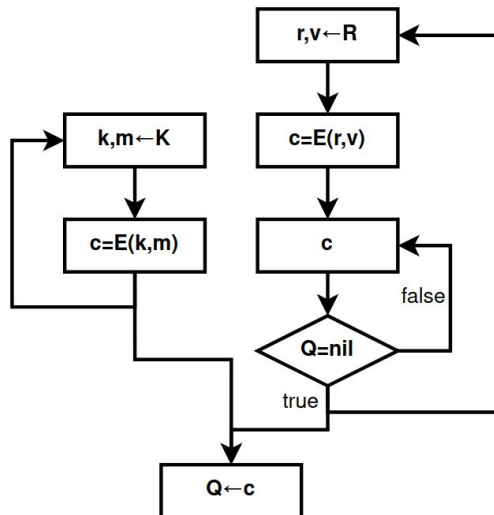 r,v←R
k,m←K
c=E(r,v)
c=E(k,m)
c
false
Q=nil
true
Q←c